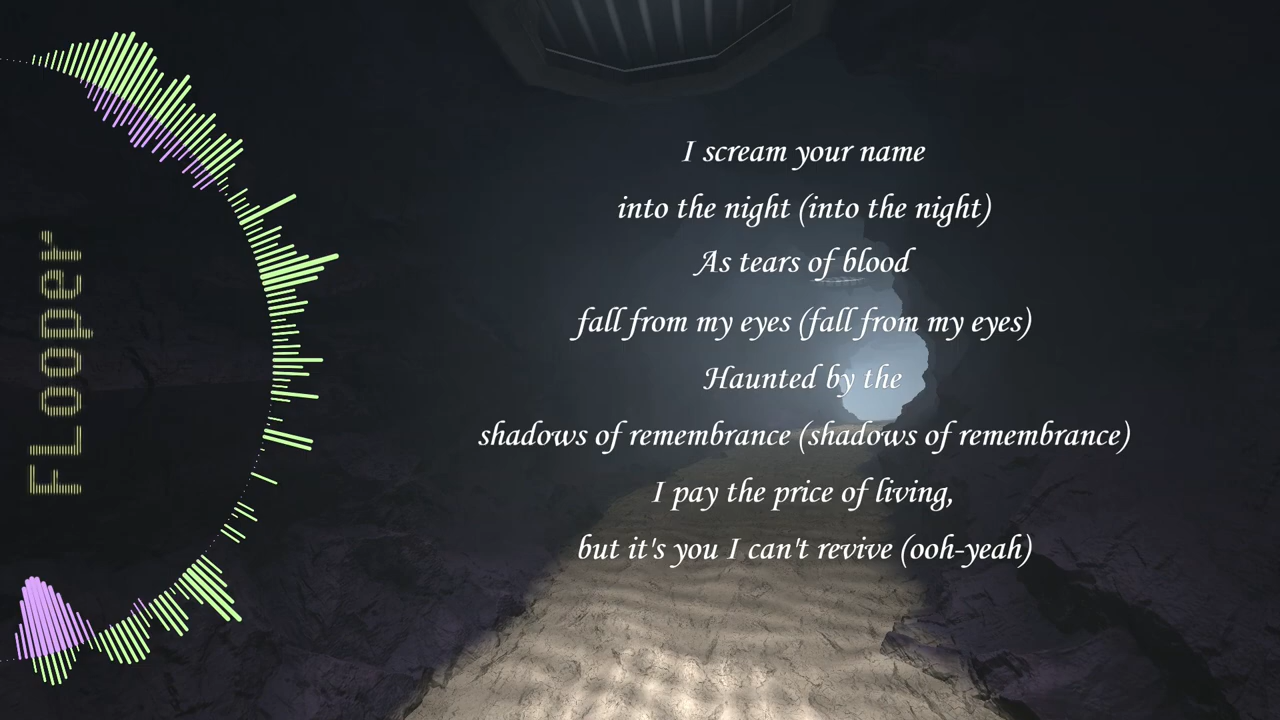 FLooper
I scream your name
into the night (into the night)
As tears of blood
fall from my eyes (fall from my eyes)
Haunted by the
shadows of remembrance (shadows of remembrance)
I pay the price of living,
but it's you I can't revive (ooh-yeah)